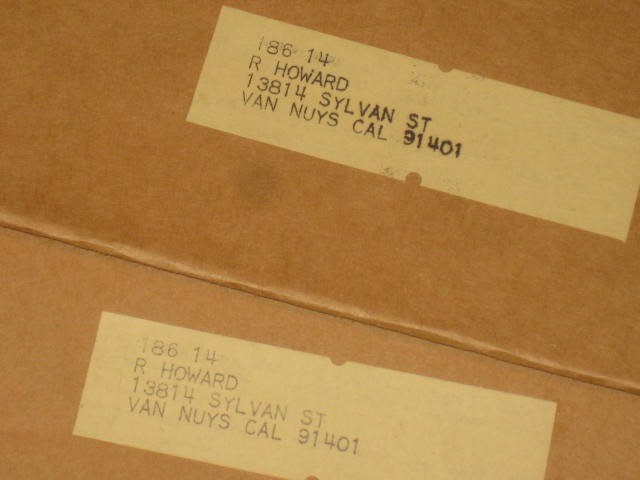 186 14
R HOWARD
13814 SYLVAN ST
VAN NUYS CAL 91401
186 14
R HOWARD
13814 SYLVAN ST
VAN NUYS CAL 91401